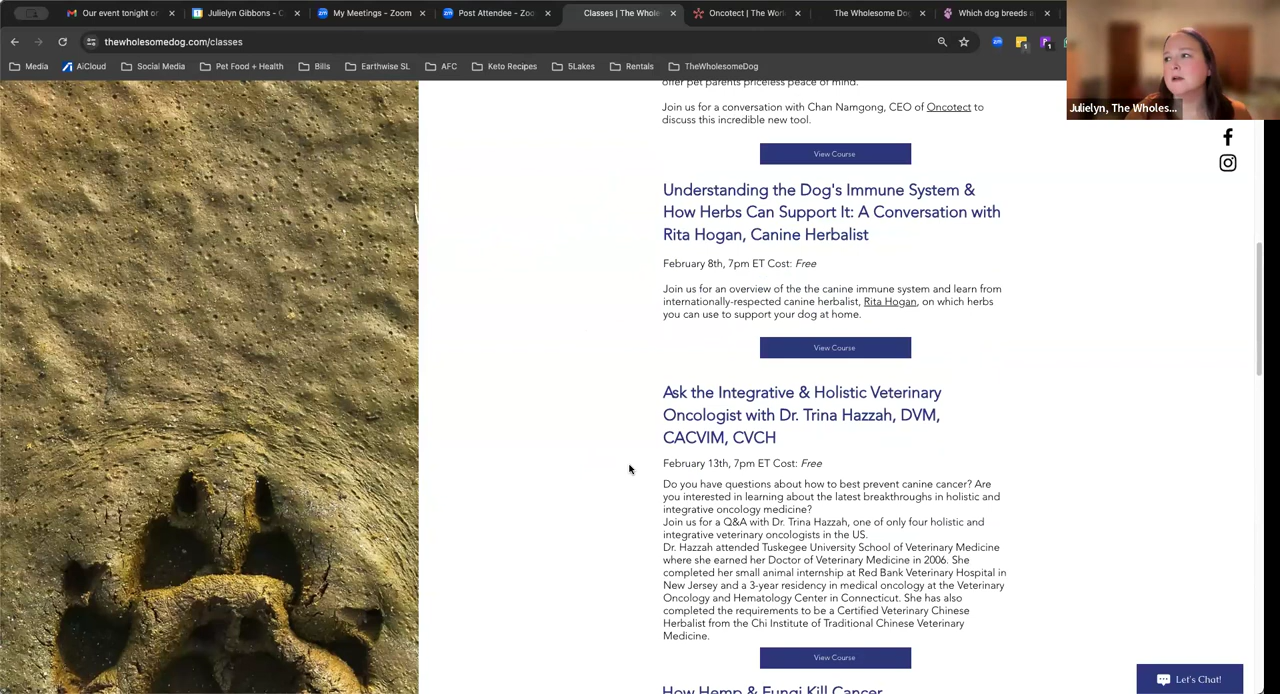 Our event tonight or
Julielyn Gibbons - C
My Meetings - Zoom
Post Attendee - Zoo
Classes | The Whole
Oncotect | The Wor
The Wholesome Do
Which dog breeds a
thewholesomedog.com/classes
Media
AiCloud
Social Media
Pet Food + Health
Bills
Earthwise SL
AFC
Keto Recipes
5Lakes
Rentals
TheWholesomeDog
Julielyn, The Wholes...
offer pet parents priceless peace of mind.
Join us for a conversation with Chan Namgong, CEO of Oncotect to
discuss this incredible new tool.
View Course
Understanding the Dog's Immune System &
How Herbs Can Support It: A Conversation with
Rita Hogan, Canine Herbalist
February 8th, 7pm ET Cost: Free
Join us for an overview of the the canine immune system and learn from
internationally-respected canine herbalist, Rita Hogan, on which herbs
you can use to support your dog at home.
View Course
Ask the Integrative & Holistic Veterinary
Oncologist with Dr. Trina Hazzah, DVM,
CACVIM, CVCH
February 13th, 7pm ET Cost: Free
Do you have questions about how to best prevent canine cancer? Are
you interested in learning about the latest breakthroughs in holistic and
integrative oncology medicine?
Join us for a Q&A with Dr. Trina Hazzah, one of only four holistic and
integrative veterinary oncologists in the US.
Dr. Hazzah attended Tuskegee University School of Veterinary Medicine
where she earned her Doctor of Veterinary Medicine in 2006. She
completed her small animal internship at Red Bank Veterinary Hospital in
New Jersey and a 3-year residency in medical oncology at the Veterinary
Oncology and Hematology Center in Connecticut. She has also
completed the requirements to be a Certified Veterinary Chinese
Herbalist from the Chi Institute of Traditional Chinese Veterinary
Medicine.
View Course
How Hemp & Fungi Kill Cancer
Let's Chat!